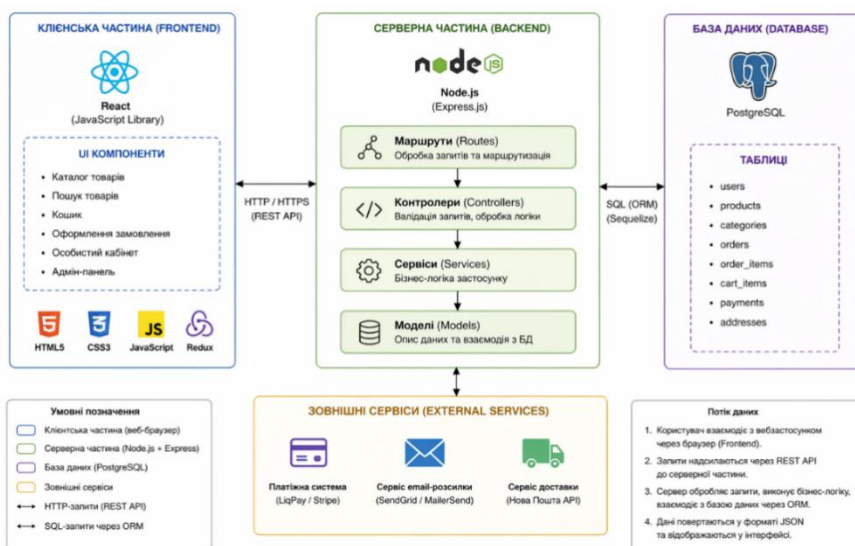 КЛІЄНСЬКА ЧАСТИНА (FRONTEND)
React
(JavaScript Library)
UI КОМПОНЕНТИ
• Каталог товарів
• Пошук товарів
• Кошик
• Оформлення замовлення
• Особистий кабінет
• Адмін-панель
5
HTML5
3
CSS3
JS
JavaScript
Redux
HTTP / HTTPS
(REST API)
СЕРВЕРНА ЧАСТИНА (BACKEND)
node JS
Node.js
(Express.js)
Маршрути (Routes)
Обробка запитів та маршрутизація
</> Контролери (Controllers)
Валідація запитів, обробка логіки
Сервіси (Services)
Бізнес-логіка застосунку
Моделі (Models)
Опис даних та взаємодія з БД
SQL (ORM)
(Sequelize)
БАЗА ДАНИХ (DATABASE)
PostgreSQL
ТАБЛИЦІ
• users
• products
• categories
• orders
• order_items
• cart_items
• payments
• addresses
Умовні позначення
Клієнтська частина (веб-браузер)
Серверна частина (Node.js + Express)
База даних (PostgreSQL)
Зовнішні сервіси
HTTP-запити (REST API)
SQL-запити через ORM
ЗОВНІШНІ СЕРВІСИ (EXTERNAL SERVICES)
Платіжна система
(LiqPay / Stripe)
Сервіс email-розсилки
(SendGrid / MailerSend)
Сервіс доставки
(Нова Пошта API)
Потік даних
1. Користувач взаємодіє з вебзастосунком
через браузер (Frontend).
2. Запити надсилаються через REST API
до серверної частини.
3. Сервер обробляє запити, виконує бізнес-логіку,
взаємодіє з базою даних через ORM.
4. Дані повертаються у форматі JSON
та відображаються у інтерфейсі.